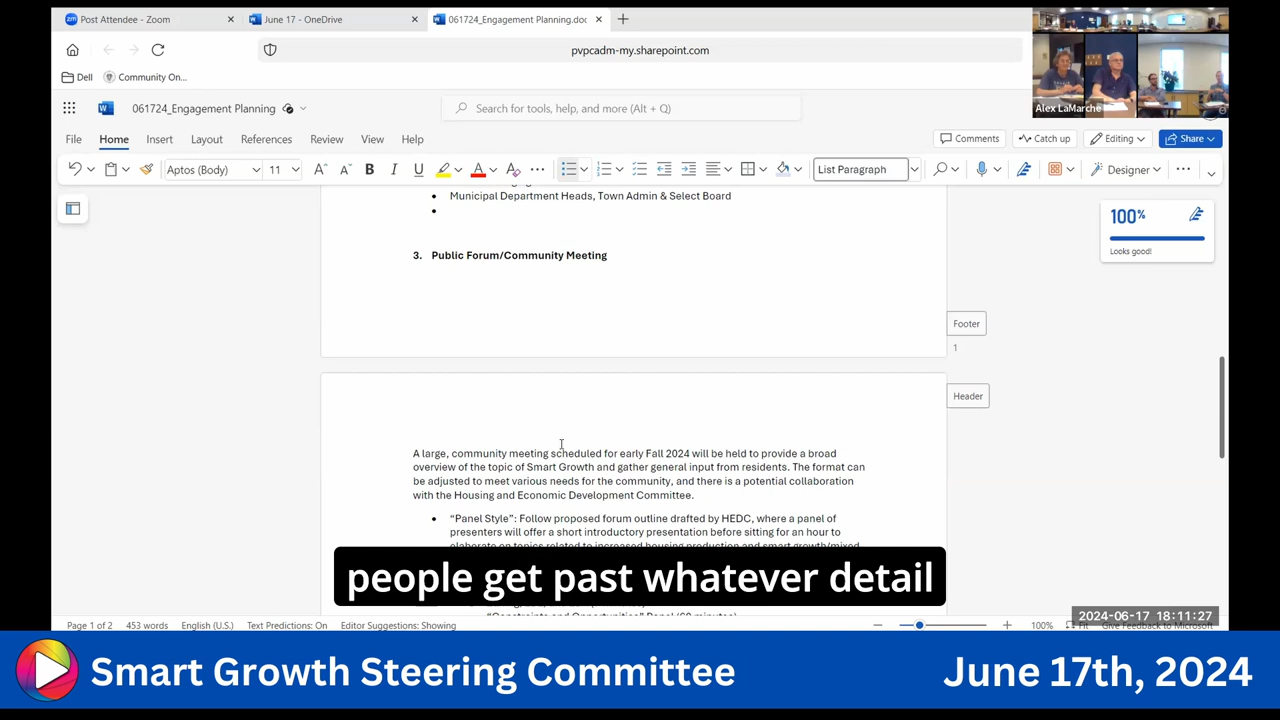 Post Attendee - Zoom
June 17 - OneDrive
061724_Engagement Planning.doc
pvpcadm-my.sharepoint.com
Dell
Community On...
061724_Engagement Planning
Search for tools, help, and more (Alt + Q)
Alex LaMarche
File Home Insert Layout References Review View Help
Comments Catch up Editing Share
Aptos (Body) 11
List Paragraph
Designer
Municipal Department Heads, Town Admin & Select Board
3. Public Forum/Community Meeting
100%
Looks good!
Footer
1
Header
A large, community meeting scheduled for early Fall 2024 will be held to provide a broad
overview of the topic of Smart Growth and gather general input from residents. The format can
be adjusted to meet various needs for the community, and there is a potential collaboration
with the Housing and Economic Development Committee.
“Panel Style”: Follow proposed forum outline drafted by HEDC, where a panel of
presenters will offer a short introductory presentation before sitting for an hour to
people get past whatever detail
Page 1 of 2 453 words English (U.S.) Text Predictions: On Editor Suggestions: Showing
100% Fit Give Feedback to Microsoft
2024-06-17 18:11:27
Smart Growth Steering Committee June 17th, 2024